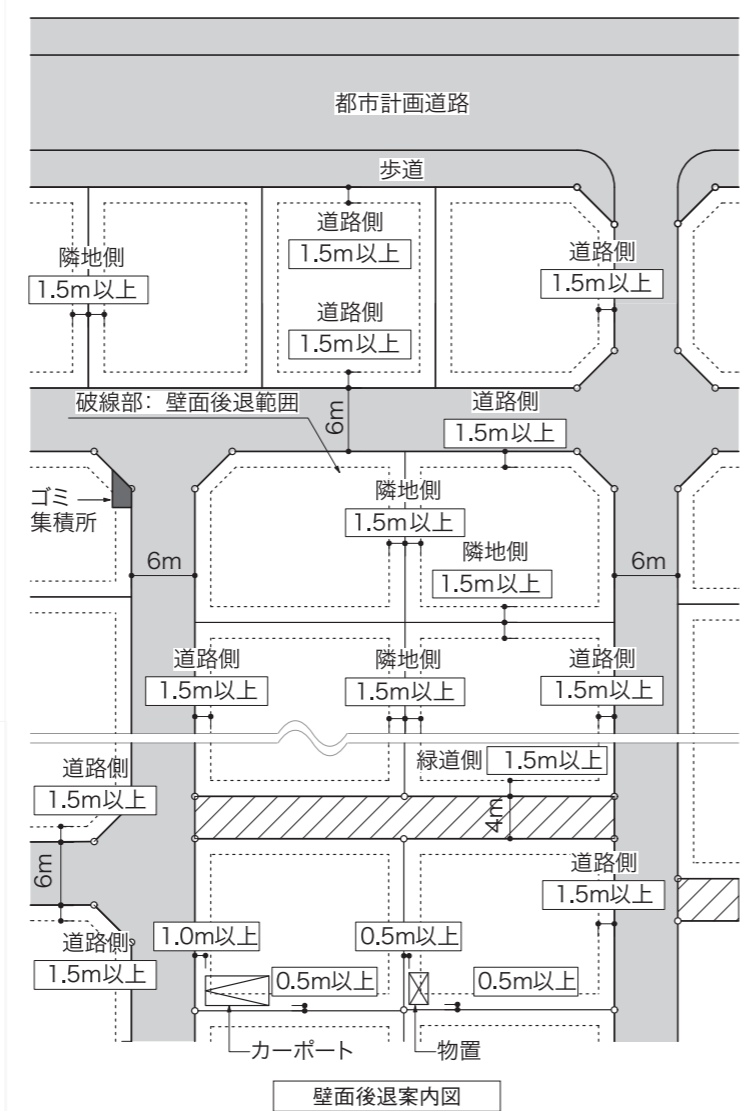 都市計画道路
歩道
道路側
1.5m以上
隣地側
1.5m以上
道路側
1.5m以上
道路側
1.5m以上
破線部：壁面後退範囲
6m
道路側
1.5m以上
ゴミ
集積所
隣地側
1.5m以上
隣地側
1.5m以上
6m
6m
道路側
1.5m以上
隣地側
1.5m以上
道路側
1.5m以上
緑道側 1.5m以上
道路側
1.5m以上
4m
6m
道路側
1.5m以上
道路側
1.5m以上
1.0m以上
0.5m以上
0.5m以上
0.5m以上
カーポート
物置
壁面後退案内図